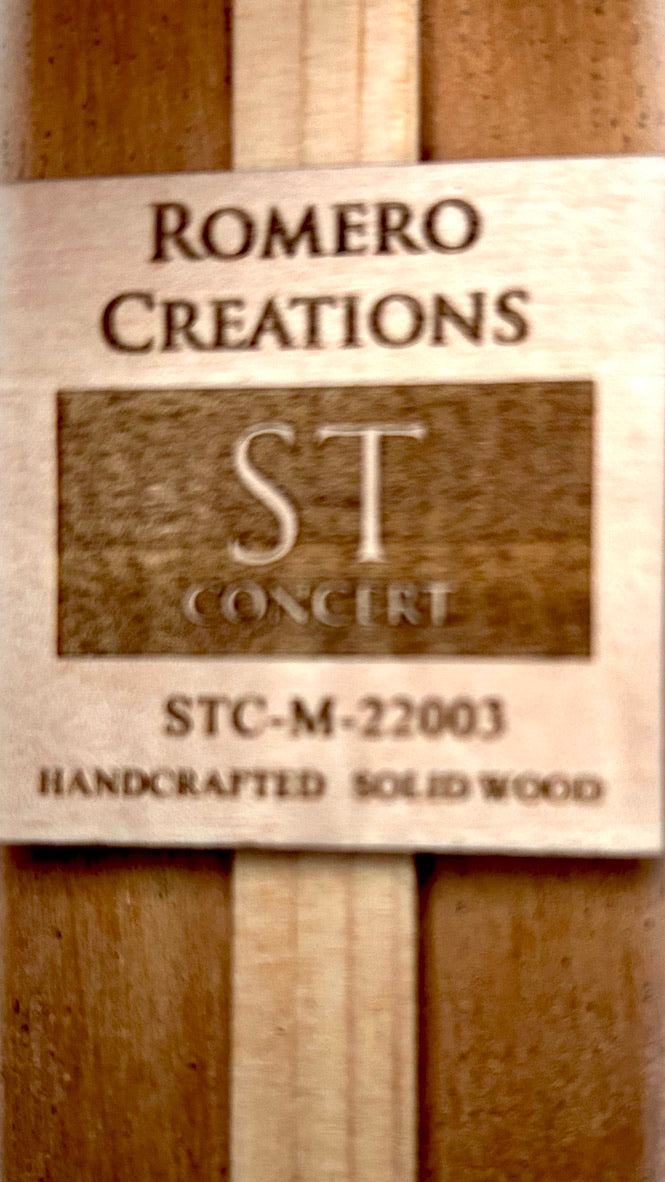 ROMERO
CREATIONS
ST
CONCERT
STC-M-22003
HANDCRAFTED SOLID WOOD